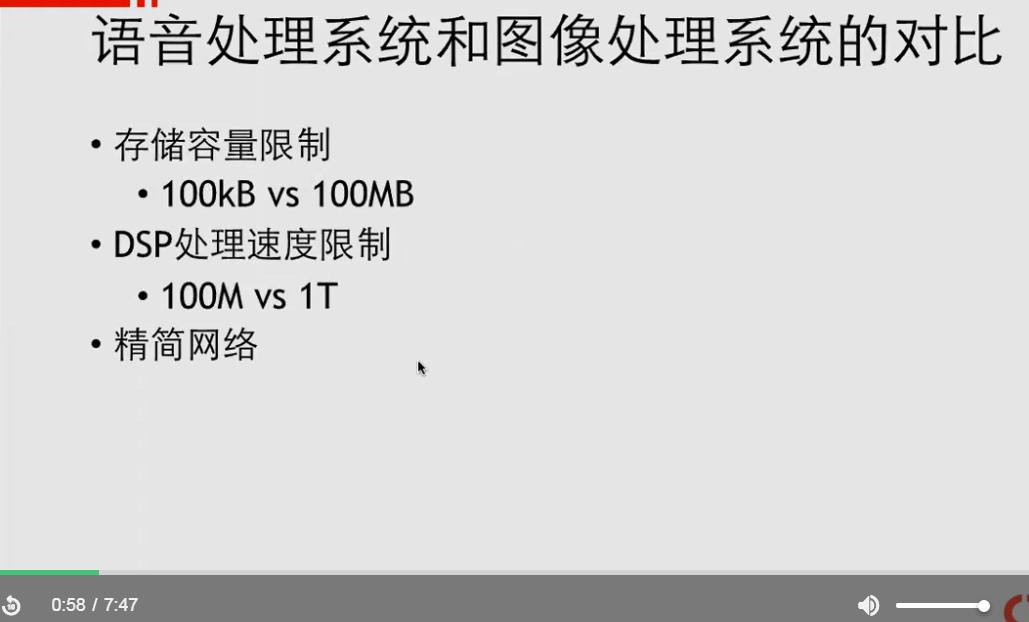 语音处理系统和图像处理系统的对比
• 存储容量限制
• 100kB vs 100MB
• DSP处理速度限制
• 100M vs 1T
• 精简网络
10
0:58 / 7:47